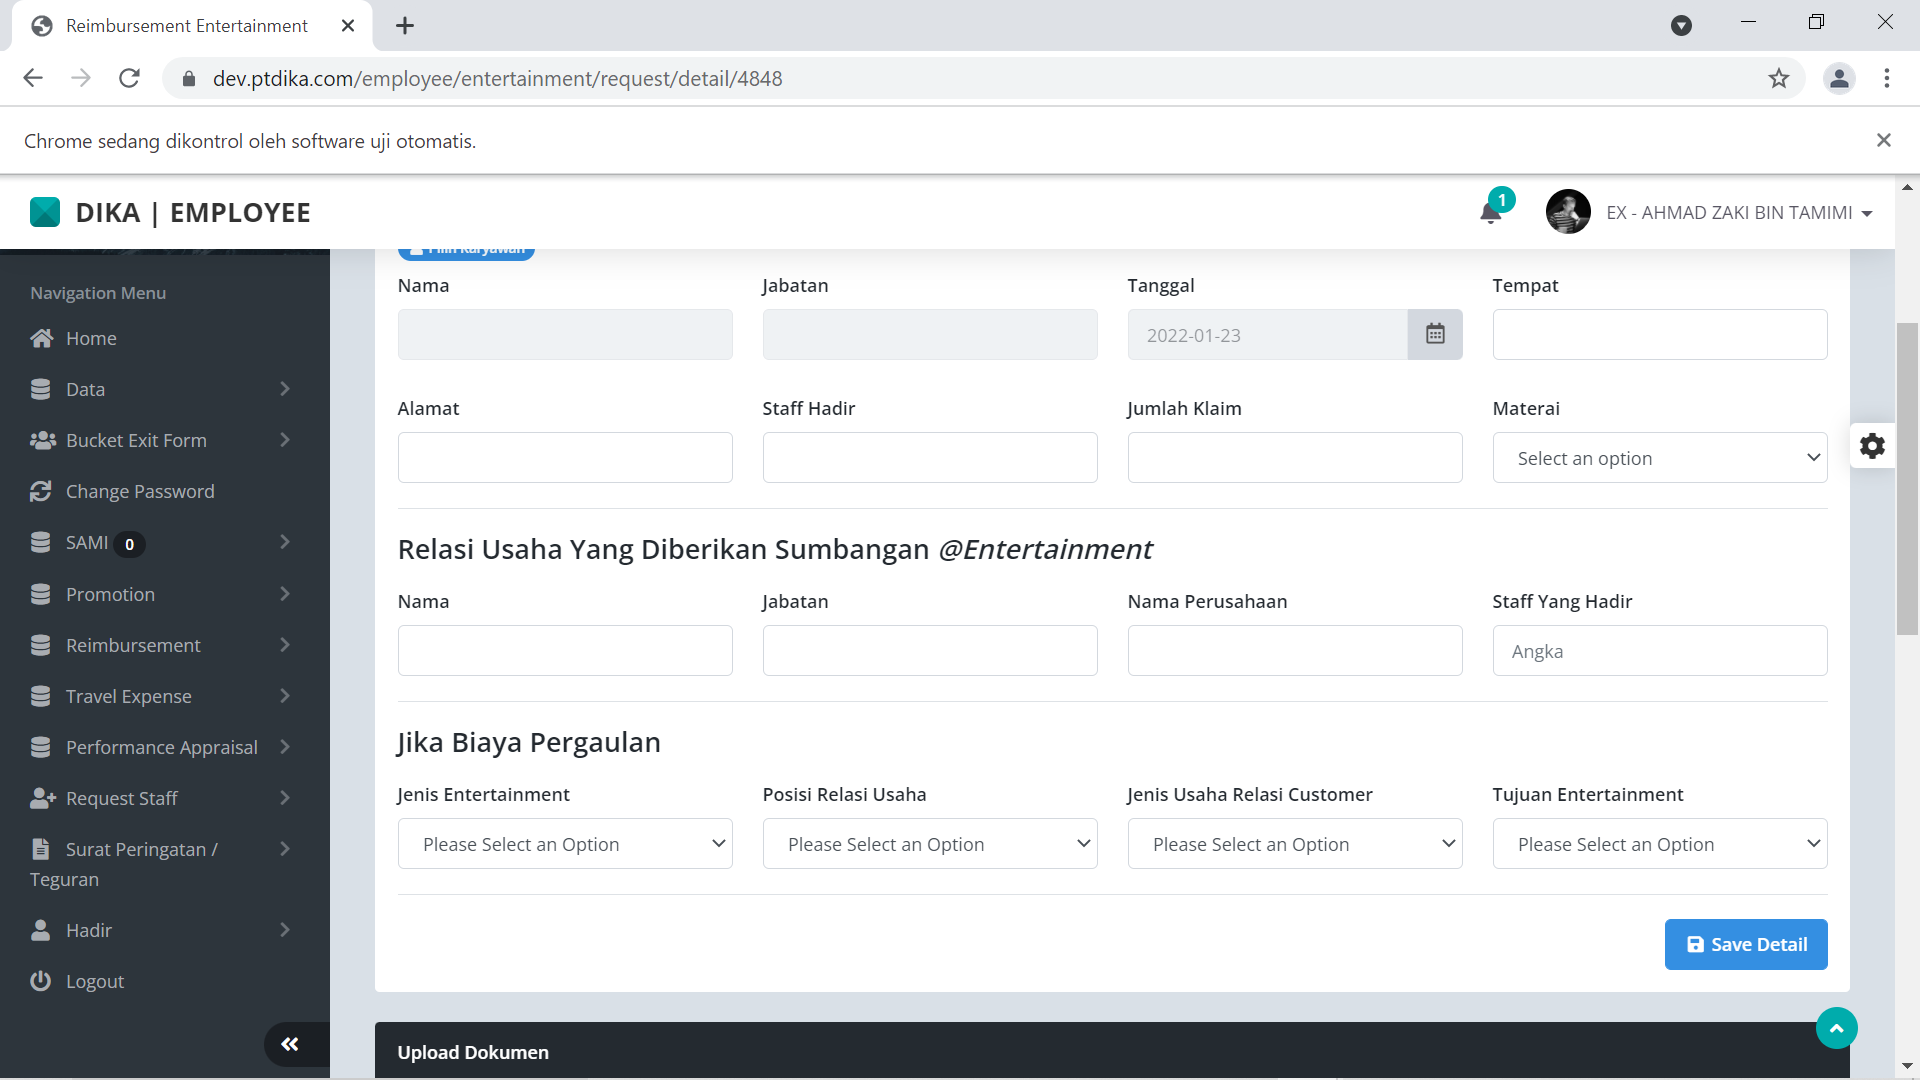 Reimbursement Entertainment
dev.ptdika.com/employee/entertainment/request/detail/4848
Chrome sedang dikontrol oleh software uji otomatis.
DIKA | EMPLOYEE
1
EX - AHMAD ZAKI BIN TAMIMI
Navigation Menu
Home
Data
Bucket Exit Form
Change Password
SAMI 0
Promotion
Reimbursement
Travel Expense
Performance Appraisal
Request Staff
Surat Peringatan /
Teguran
Hadir
Logout
Pilih Karyawan
Nama Jabatan Tanggal Tempat
2022-01-23
Alamat Staff Hadir Jumlah Klaim Materai
Select an option
Relasi Usaha Yang Diberikan Sumbangan @Entertainment
Nama Jabatan Nama Perusahaan Staff Yang Hadir
Angka
Jika Biaya Pergaulan
Jenis Entertainment Posisi Relasi Usaha Jenis Usaha Relasi Customer Tujuan Entertainment
Please Select an Option Please Select an Option Please Select an Option Please Select an Option
Save Detail
Upload Dokumen